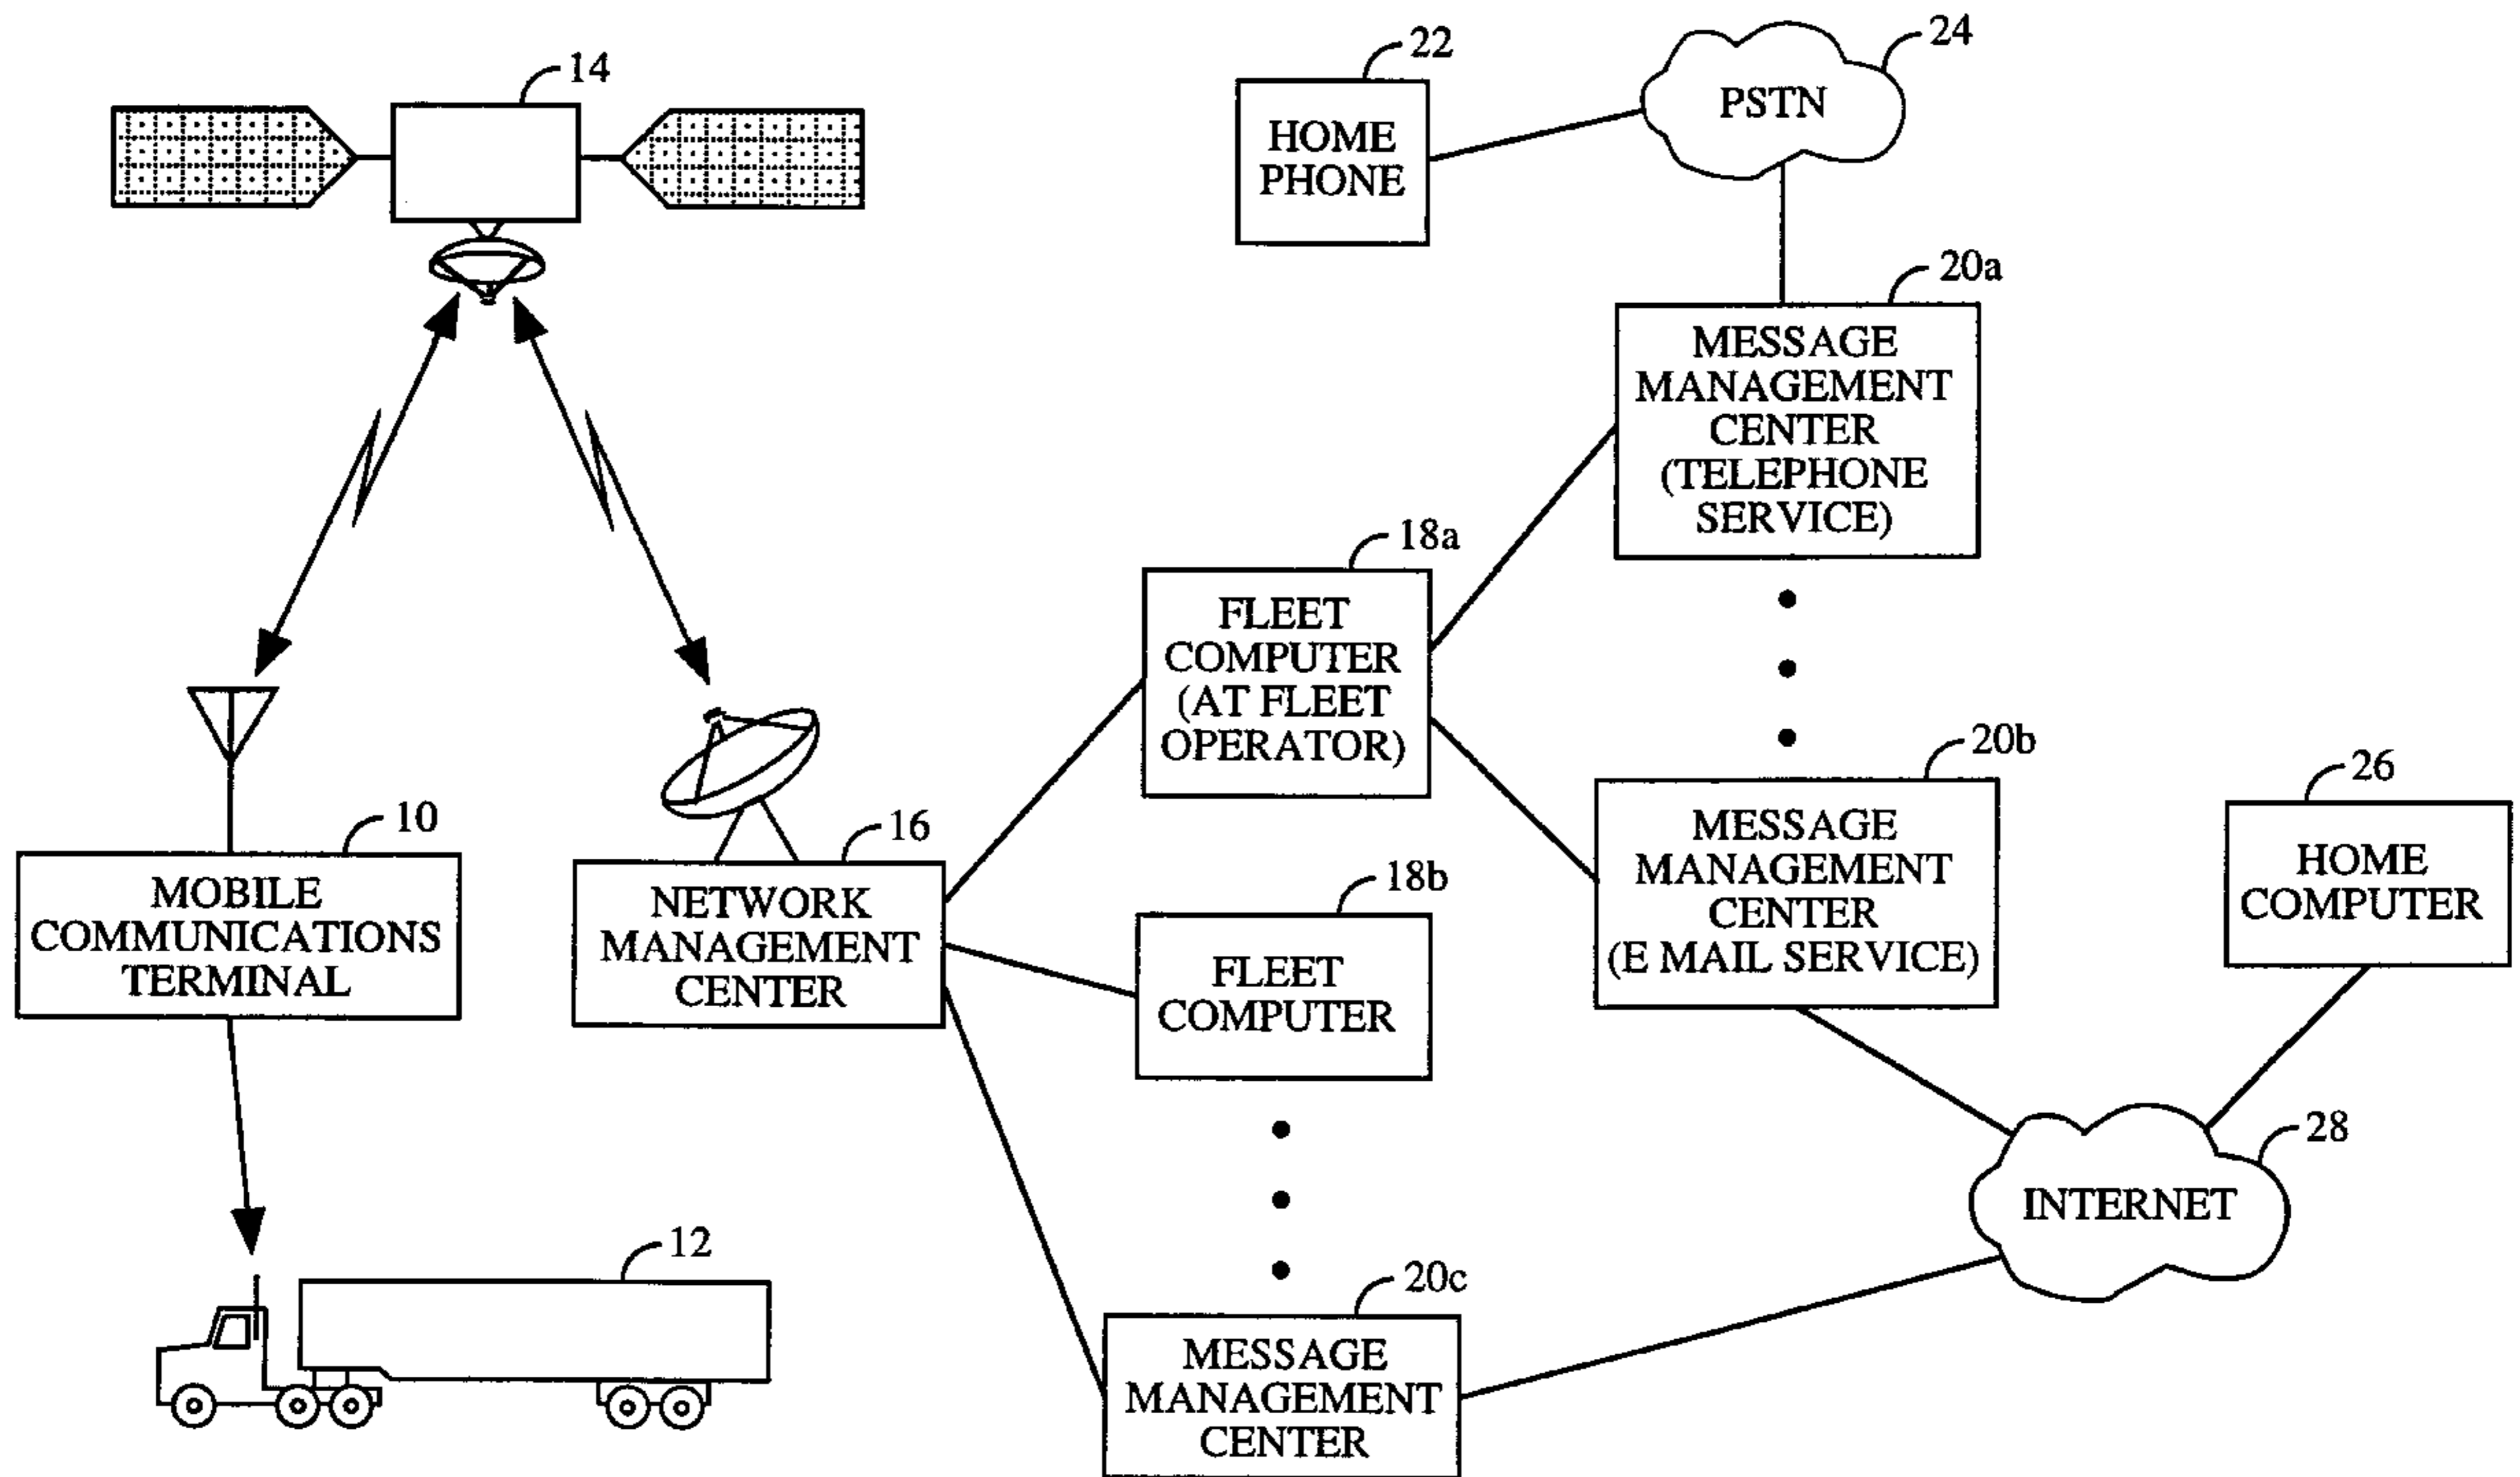 14
22
HOME
PHONE
24
PSTN
20a
MESSAGE
MANAGEMENT
CENTER
(TELEPHONE
SERVICE)
18a
FLEET
COMPUTER
(AT FLEET
OPERATOR)
20b
MESSAGE
MANAGEMENT
CENTER
(E MAIL SERVICE)
26
HOME
COMPUTER
10
MOBILE
COMMUNICATIONS
TERMINAL
16
NETWORK
MANAGEMENT
CENTER
18b
FLEET
COMPUTER
28
INTERNET
12
20c
MESSAGE
MANAGEMENT
CENTER